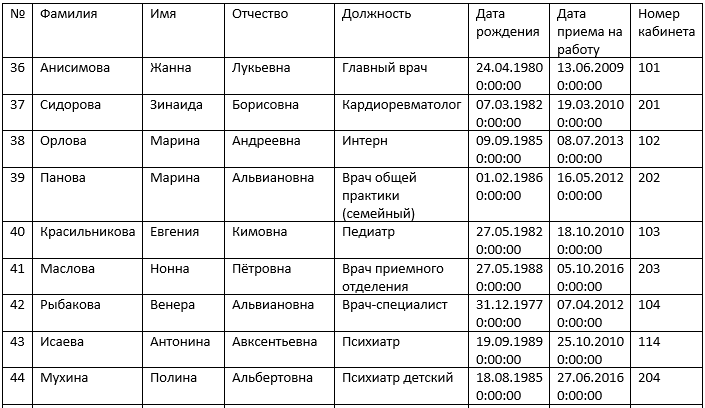 № Фамилия Имя Отчество Должность Дата рождения Дата приема на работу Номер кабинета
36 Анисимова Жанна Лукьевна Главный врач 24.04.1980 0:00:00 13.06.2009 0:00:00 101
37 Сидорова Зинаида Борисовна Кардиоревматолог 07.03.1982 0:00:00 19.03.2010 0:00:00 201
38 Орлова Марина Андреевна Интерн 09.09.1985 0:00:00 08.07.2013 0:00:00 102
39 Панова Марина Альвиановна Врач общей практики (семейный) 01.02.1986 0:00:00 16.05.2012 0:00:00 202
40 Красильникова Евгения Кимовна Педиатр 27.05.1982 0:00:00 18.10.2010 0:00:00 103
41 Маслова Нонна Пётровна Врач приемного отделения 27.05.1988 0:00:00 05.10.2016 0:00:00 203
42 Рыбакова Венера Альвиановна Врач-специалист 31.12.1977 0:00:00 07.04.2012 0:00:00 104
43 Исаева Антонина Авксентьевна Психиатр 19.09.1989 0:00:00 25.10.2010 0:00:00 114
44 Мухина Полина Альбертовна Психиатр детский 18.08.1985 0:00:00 27.06.2016 0:00:00 204